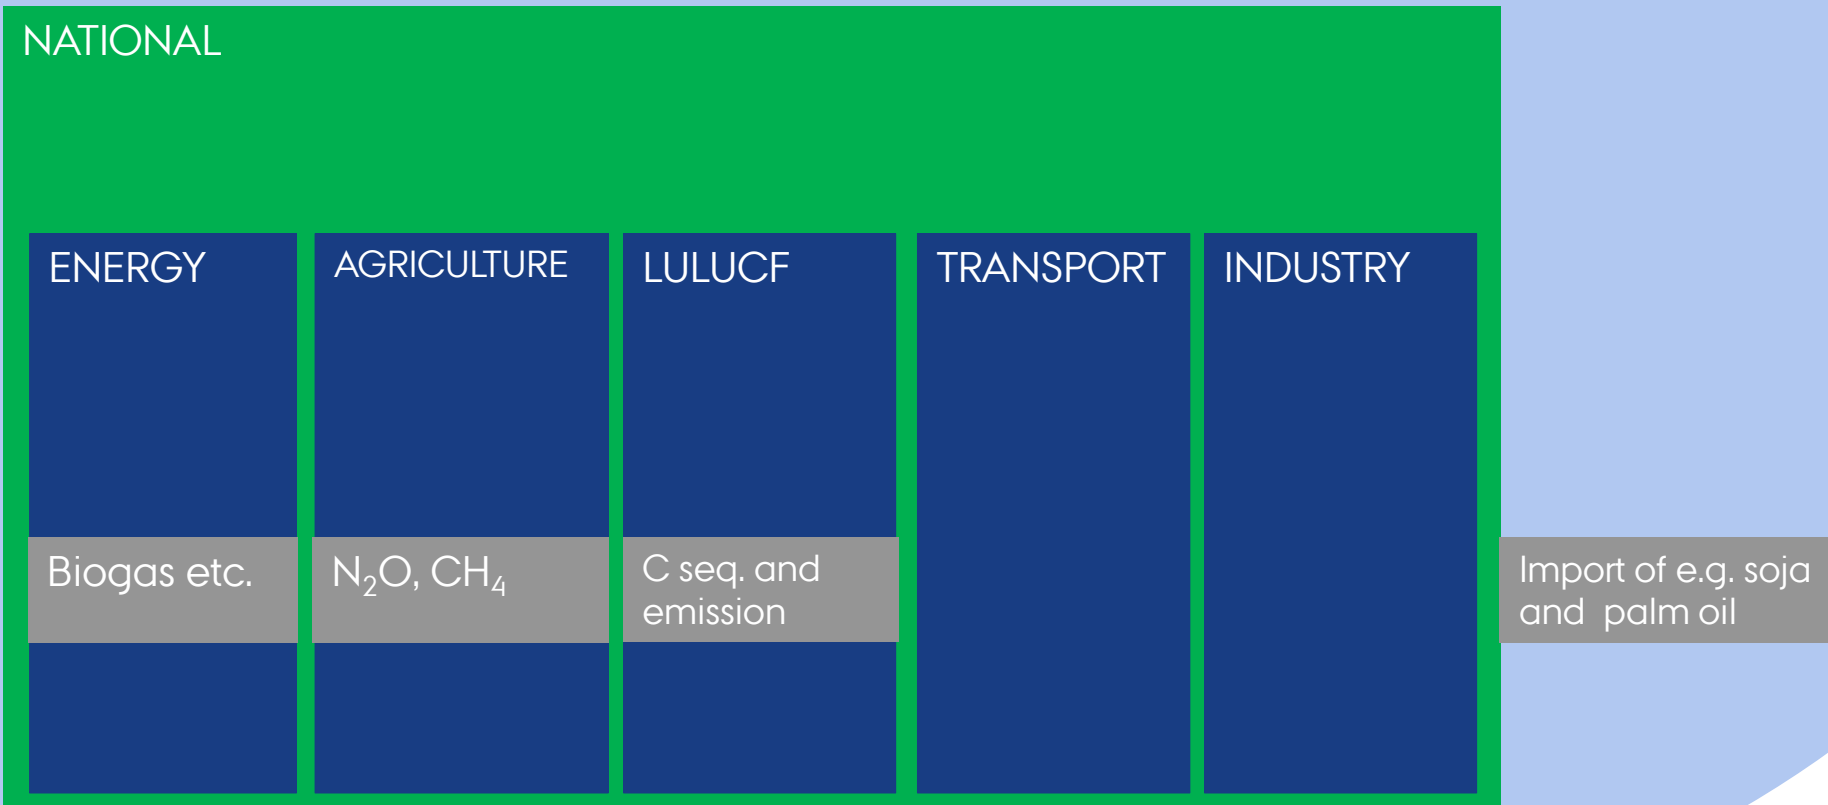 NATIONAL
ENERGY
AGRICULTURE
LULUCF
TRANSPORT
INDUSTRY
Biogas etc.
N₂O, CH₄
C seq. and
emission
Import of e.g. soja
and palm oil